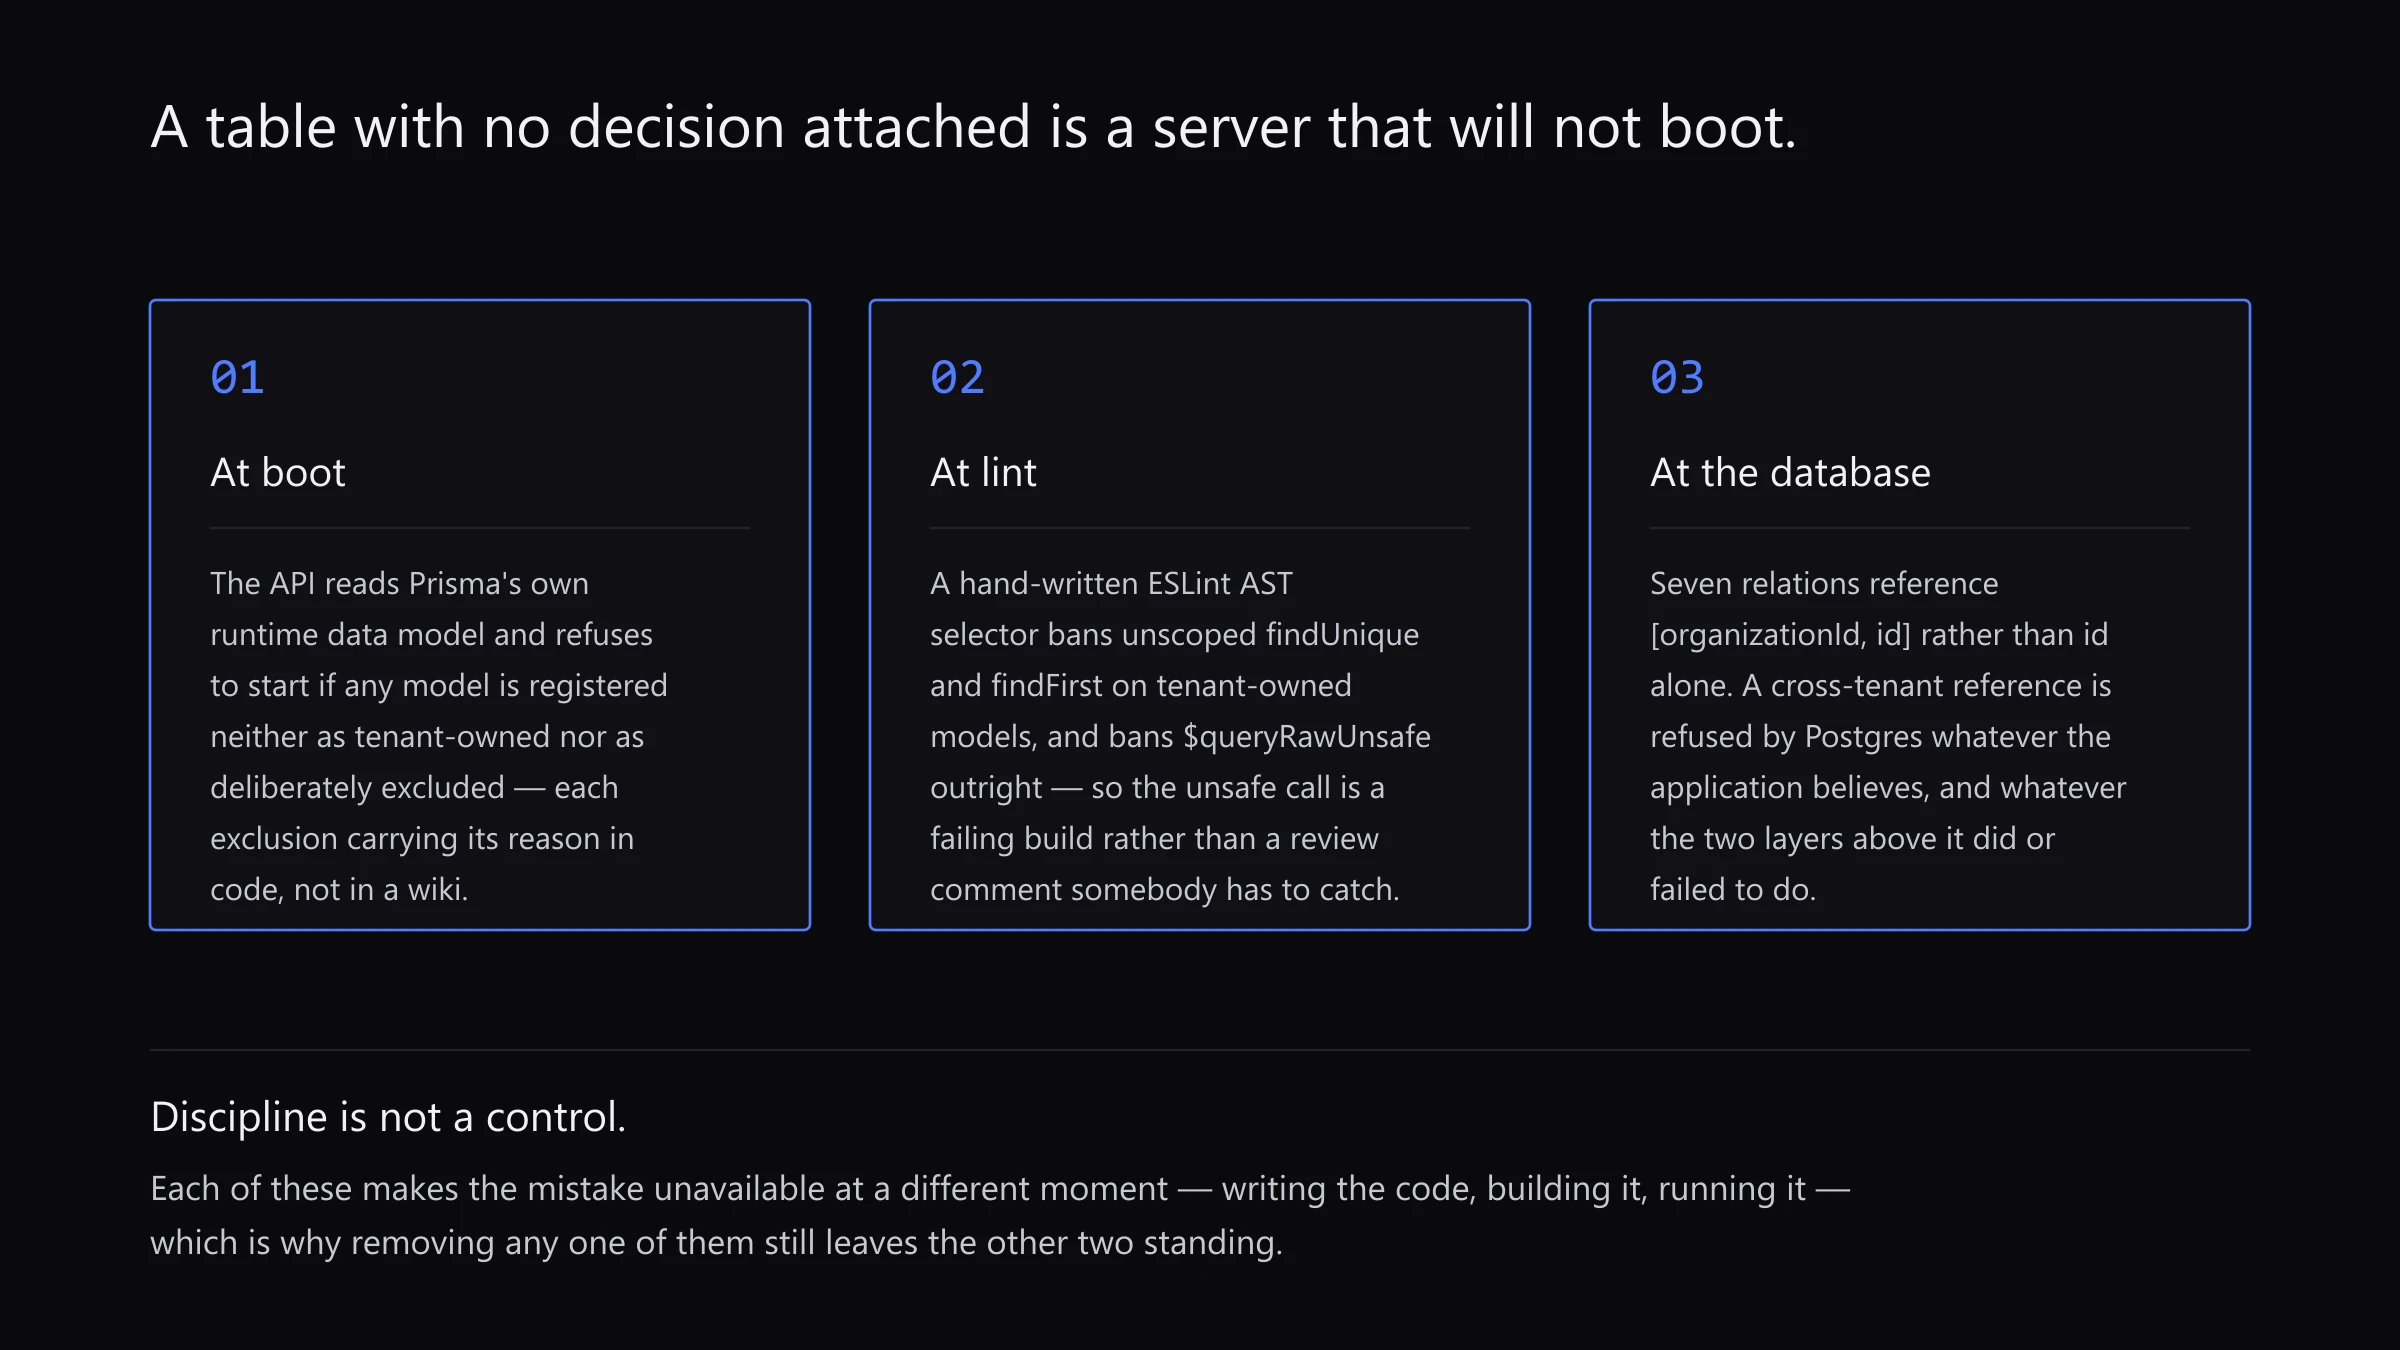 A table with no decision attached is a server that will not boot.
01
At boot
The API reads Prisma's own
runtime data model and refuses
to start if any model is registered
neither as tenant-owned nor as
deliberately excluded — each
exclusion carrying its reason in
code, not in a wiki.
02
At lint
A hand-written ESLint AST
selector bans unscoped findUnique
and findFirst on tenant-owned
models, and bans $queryRawUnsafe
outright — so the unsafe call is a
failing build rather than a review
comment somebody has to catch.
03
At the database
Seven relations reference
[organizationId, id] rather than id
alone. A cross-tenant reference is
refused by Postgres whatever the
application believes, and whatever
the two layers above it did or
failed to do.
Discipline is not a control.
Each of these makes the mistake unavailable at a different moment — writing the code, building it, running it —
which is why removing any one of them still leaves the other two standing.